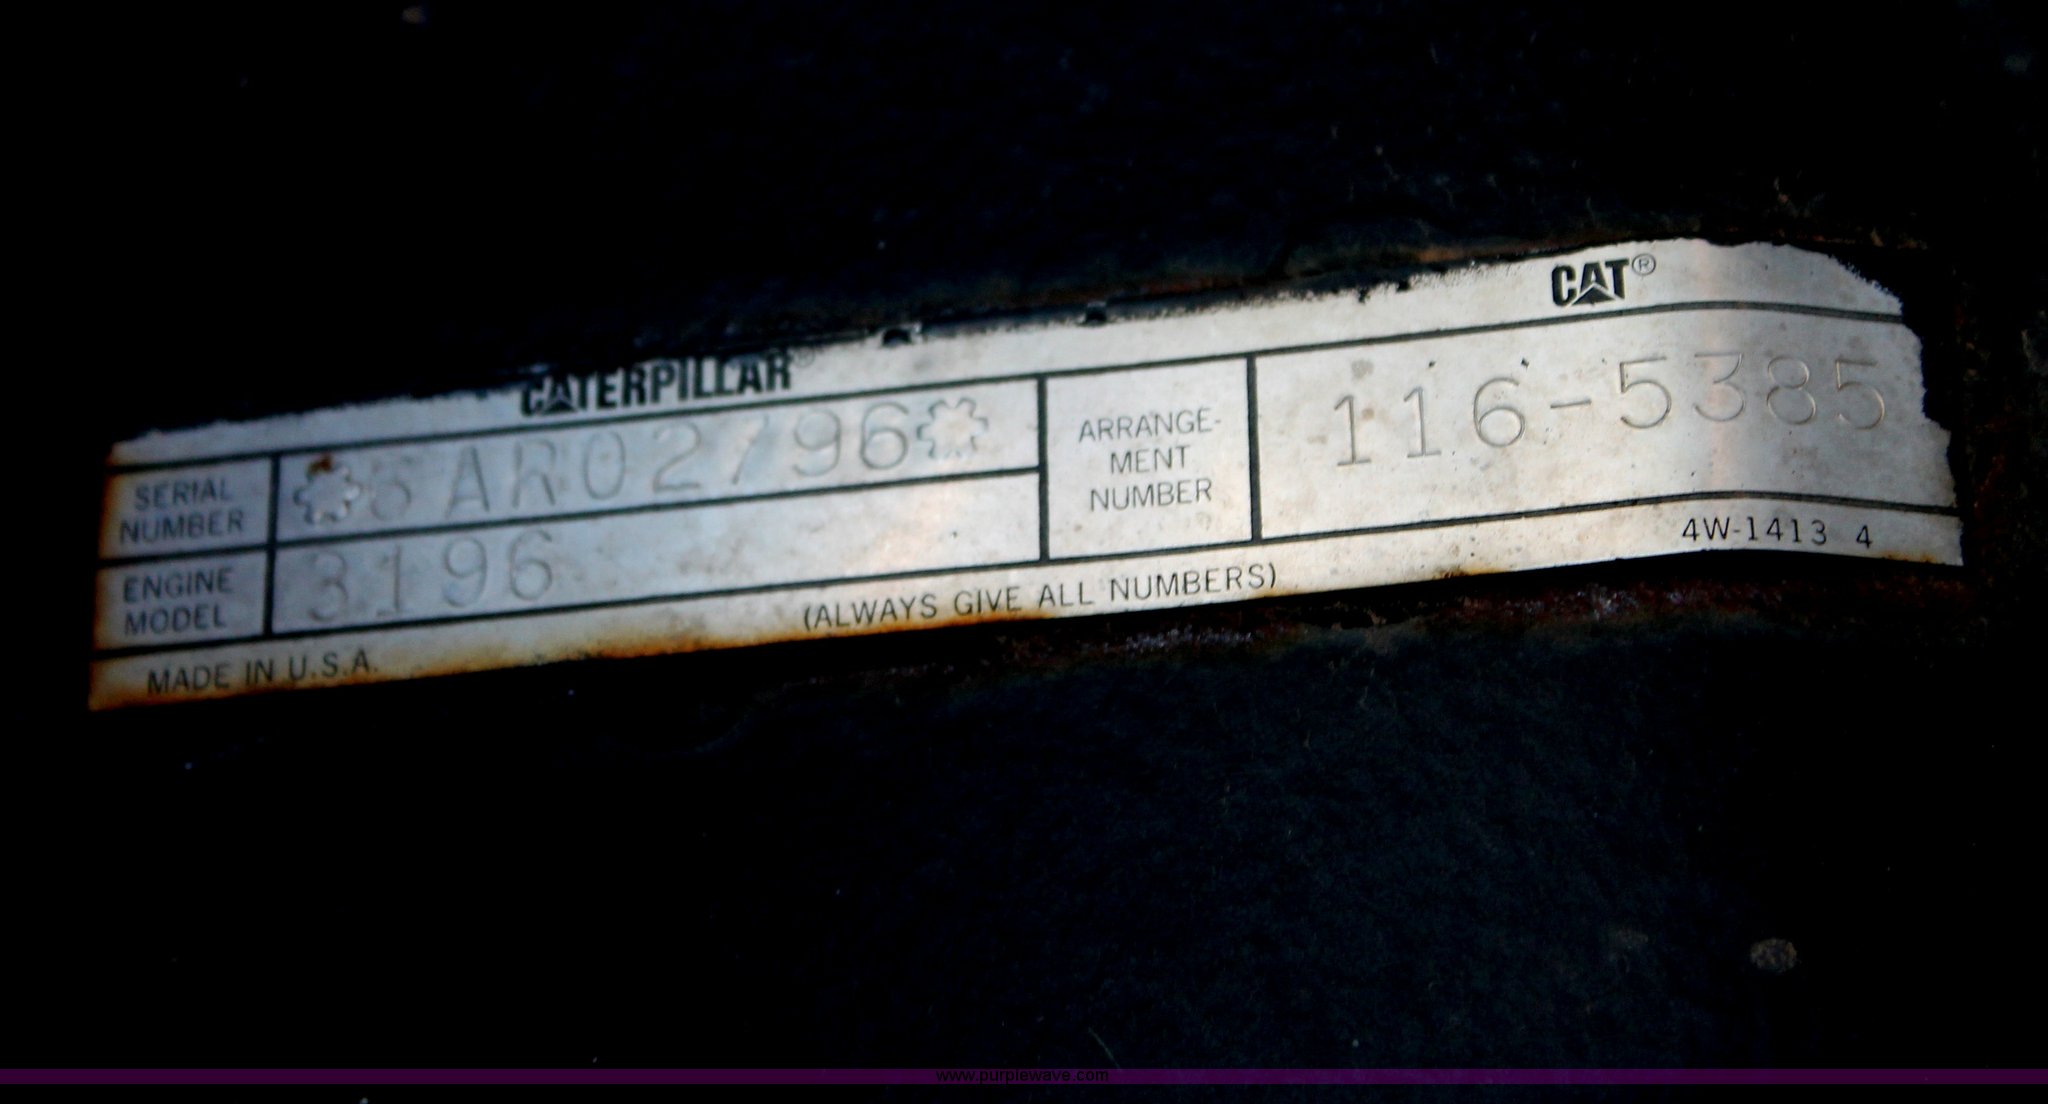 CATERPILLAR®
CAT®
SERIAL NUMBER
6AR02796
ENGINE MODEL
3196
ARRANGE-
MENT
NUMBER
116-5385
MADE IN U.S.A.
(ALWAYS GIVE ALL NUMBERS)
4W-1413 4
www.purplewave.com